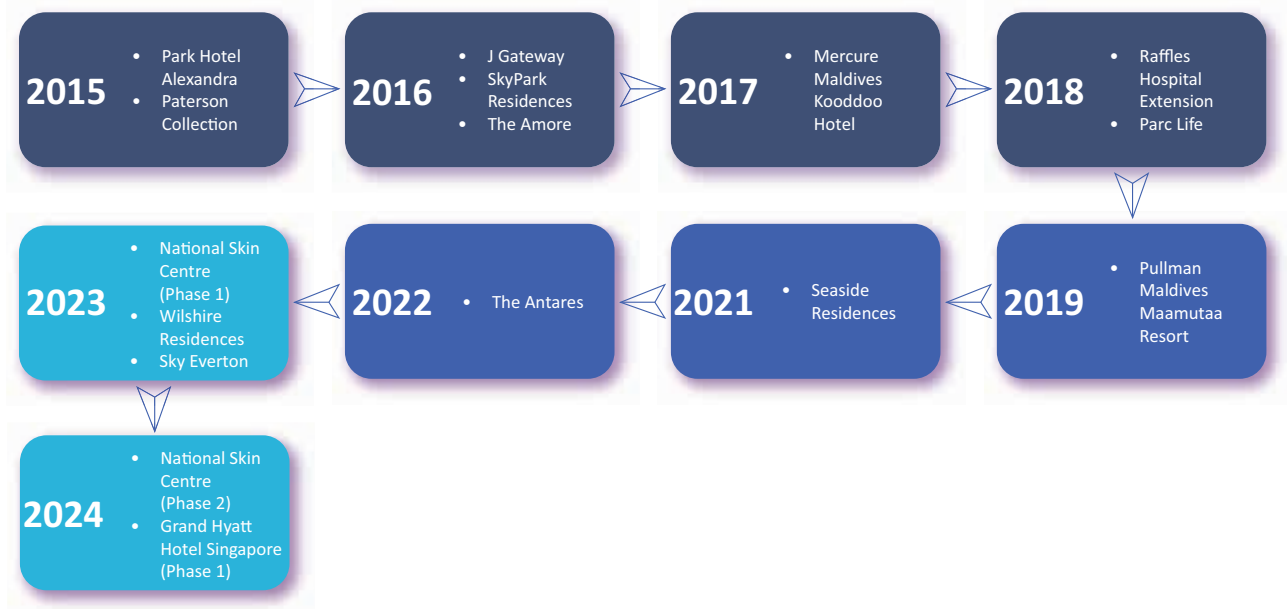 2015
• Park Hotel
Alexandra
• Paterson
Collection
2016
• J Gateway
• SkyPark
Residences
• The Amore
2017
• Mercure
Maldives
Kooddoo
Hotel
2018
• Raffles
Hospital
Extension
• Parc Life
2019
• Pullman
Maldives
Maamutaa
Resort
2021
• Seaside
Residences
2022
• The Antares
2023
• National Skin
Centre
(Phase 1)
• Wilshire
Residences
• Sky Everton
2024
• National Skin
Centre
(Phase 2)
• Grand Hyatt
Hotel Singapore
(Phase 1)